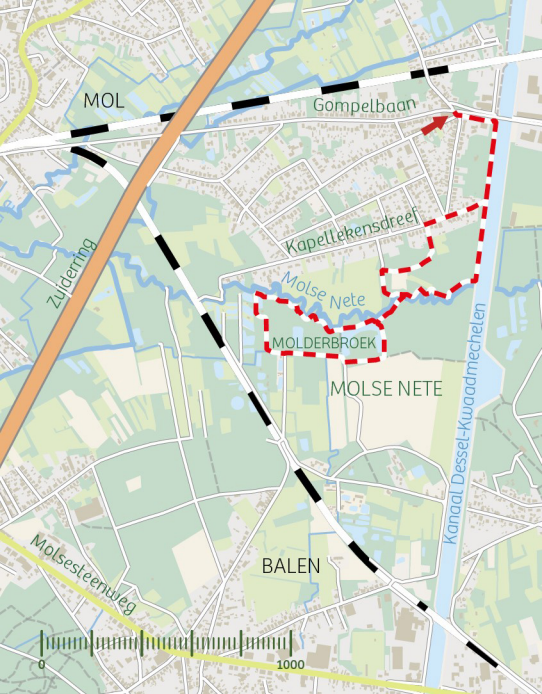 MOL
Gompelbaan
Kapellekensdreef
Zuiderring
Molse Nete
MOLDERBROEK
MOLSE NETE
Kanaal Dessel-Kwaadmechelen
BALEN
Molsesteenweg
0 1000